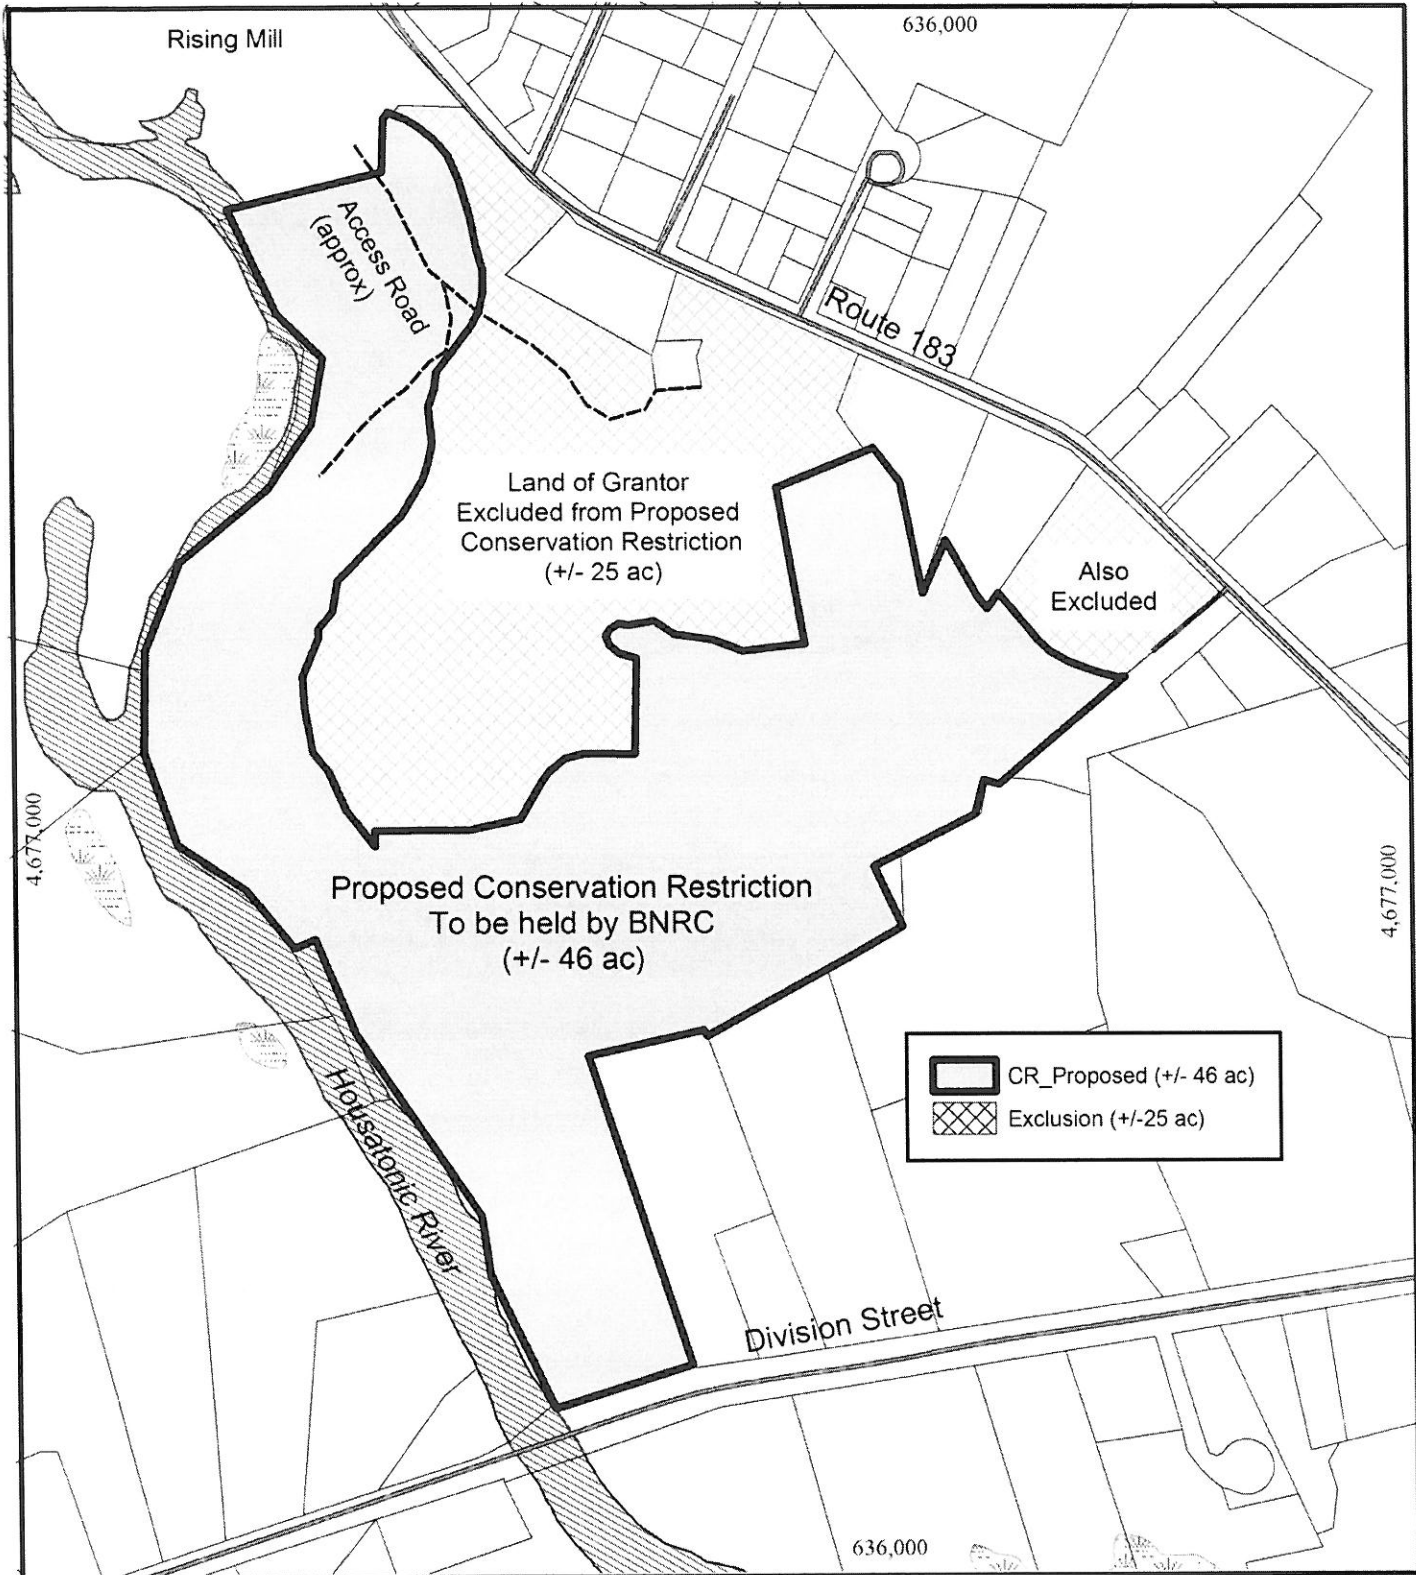 Rising Mill
636,000
Access Road
(approx)
Route 183
Land of Grantor
Excluded from Proposed
Conservation Restriction
(+/- 25 ac)
Also
Excluded
4,677,000
4,677,000
Proposed Conservation Restriction
To be held by BNRC
(+/- 46 ac)
CR_Proposed (+/- 46 ac)
Exclusion (+/-25 ac)
Housatonic River
Division Street
636,000